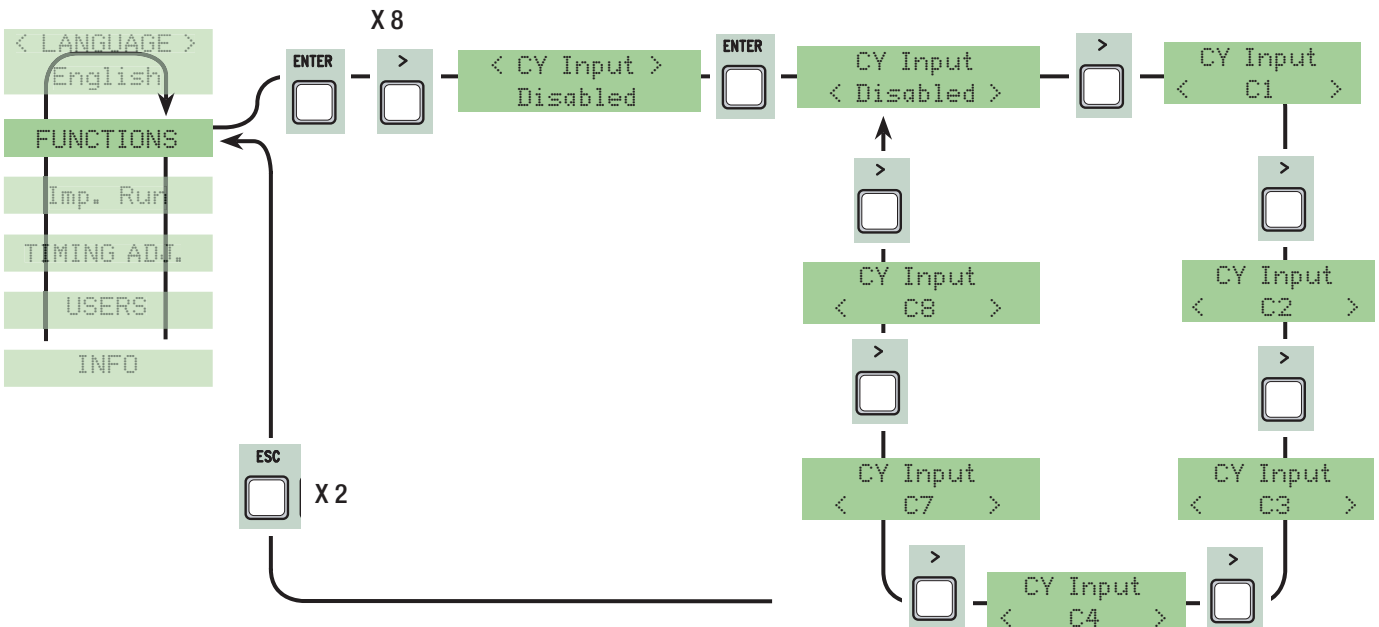 X 8
< LANGUAGE >
English
FUNCTIONS
Imp. Run
TIMING ADJ.
USERS
INFO
ENTER
>
< CY Input >
Disabled
ENTER
CY Input
< Disabled >
>
CY Input
< C1 >
>
CY Input
< C2 >
>
CY Input
< C3 >
>
CY Input
< C4 >
>
CY Input
< C7 >
>
CY Input
< C8 >
>
ESC
X 2